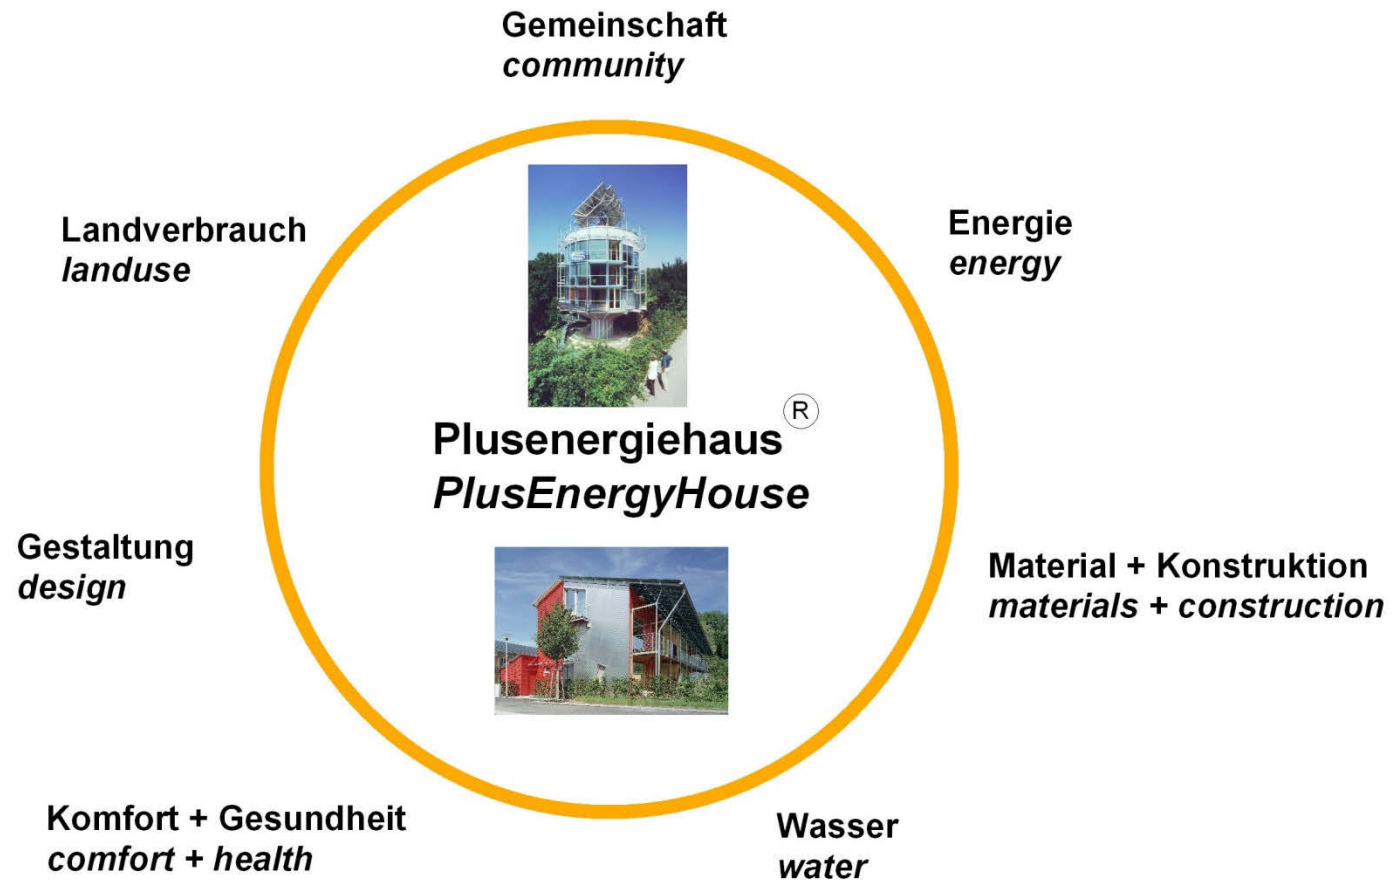 Gemeinschaft
community
Energie
energy
Landverbrauch
landuse
Plusenergiehaus ®
PlusEnergyHouse
Gestaltung
design
Material + Konstruktion
materials + construction
Komfort + Gesundheit
comfort + health
Wasser
water